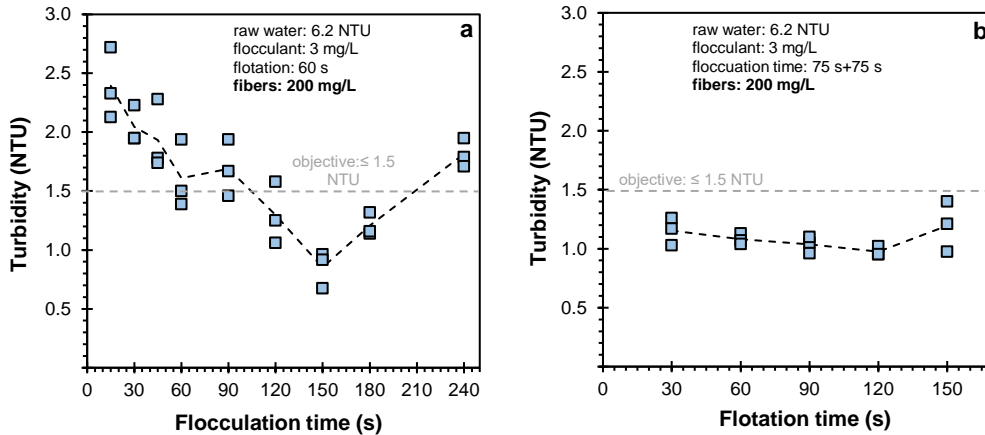 a
raw water: 6.2 NTU
flocculant: 3 mg/L
flotation: 60 s
fibers: 200 mg/L
objective:≤ 1.5
NTU
Turbidity (NTU)
3.0
2.5
2.0
1.5
1.0
0.5
0 30 60 90 120 150 180 210 240
Flocculation time (s)
b
raw water: 6.2 NTU
flocculant: 3 mg/L
floccuation time: 75 s+75 s
fibers: 200 mg/L
objective: ≤ 1.5 NTU
Turbidity (NTU)
3.0
2.5
2.0
1.5
1.0
0.5
0 30 60 90 120 150
Flotation time (s)